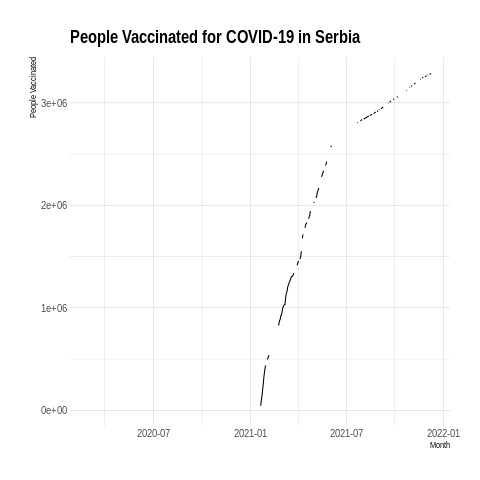 People Vaccinated for COVID-19 in Serbia
People Vaccinated
3e+06
2e+06
1e+06
0e+00
2020-07
2021-01
2021-07
2022-01
Month